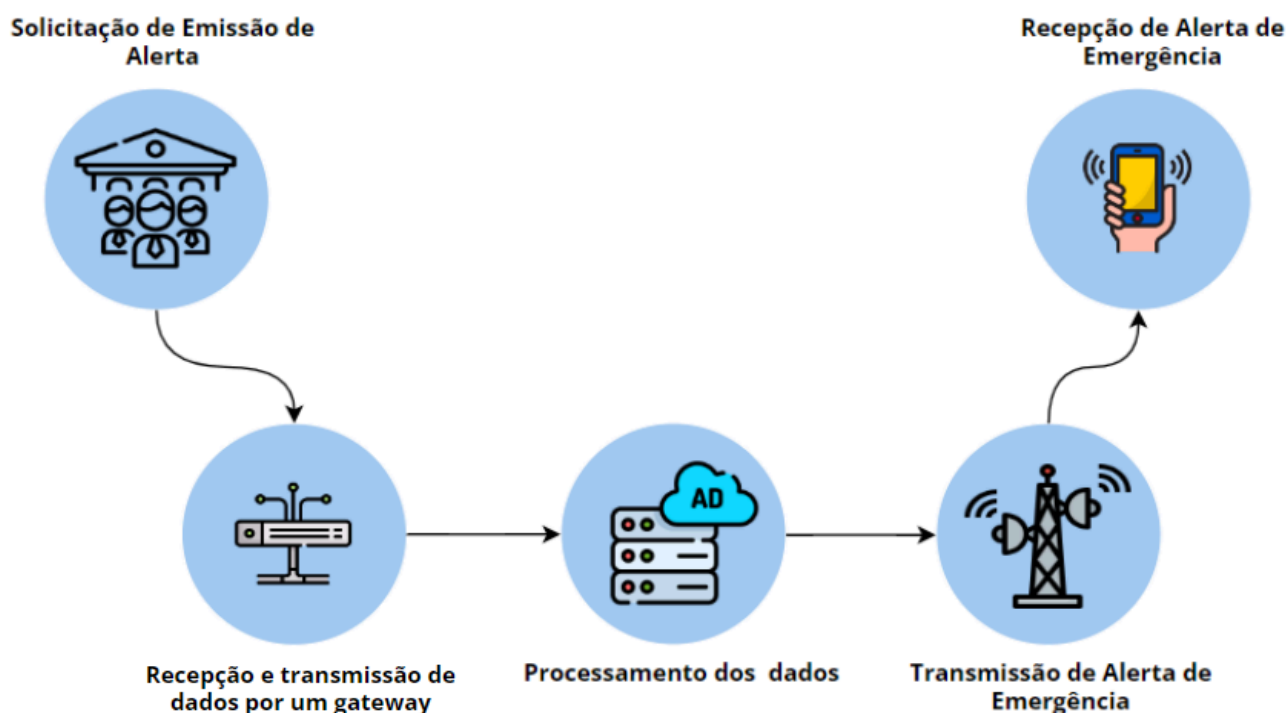 Solicitação de Emissão de
Alerta
Recepção de Alerta de
Emergência
AD
Recepção e transmissão de
dados por um gateway
Processamento dos dados
Transmissão de Alerta de
Emergência